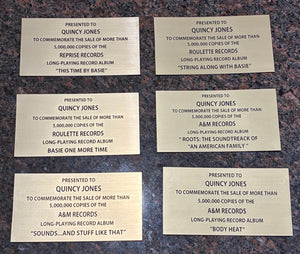 PRESENTED TO
QUINCY JONES
TO COMMEMORATE THE SALE OF MORE THAN
5,000,000 COPIES OF THE
REPRISE RECORDS
LONG-PLAYING RECORD ALBUM
"THIS TIME BY BASIE"
PRESENTED TO
QUINCY JONES
TO COMMEMORATE THE SALE OF MORE THAN
5,000,000 COPIES OF THE
ROULETTE RECORDS
LONG-PLAYING RECORD ALBUM
"STRING ALONG WITH BASIE"
PRESENTED TO
QUINCY JONES
TO COMMEMORATE THE SALE OF MORE THAN
5,000,000 COPIES OF THE
ROULETTE RECORDS
LONG-PLAYING RECORD ALBUM
BASIE ONE MORE TIME
PRESENTED TO
QUINCY JONES
TO COMMEMORATE THE SALE OF MORE THAN
5,000,000 COPIES OF THE
A&M RECORDS
LONG-PLAYING RECORD ALBUM
" ROOTS: THE SOUNDTREACK OF
"AN AMERICAN FAMILY "
PRESENTED TO
QUINCY JONES
TO COMMEMORATE THE SALE OF MORE THAN
5,000,000 COPIES OF THE
A&M RECORDS
LONG-PLAYING RECORD ALBUM
"SOUNDS...AND STUFF LIKE THAT"
PRESENTED TO
QUINCY JONES
TO COMMEMORATE THE SALE OF MORE THAN
5,000,000 COPIES OF THE
A&M RECORDS
LONG-PLAYING RECORD ALBUM
"BODY HEAT"